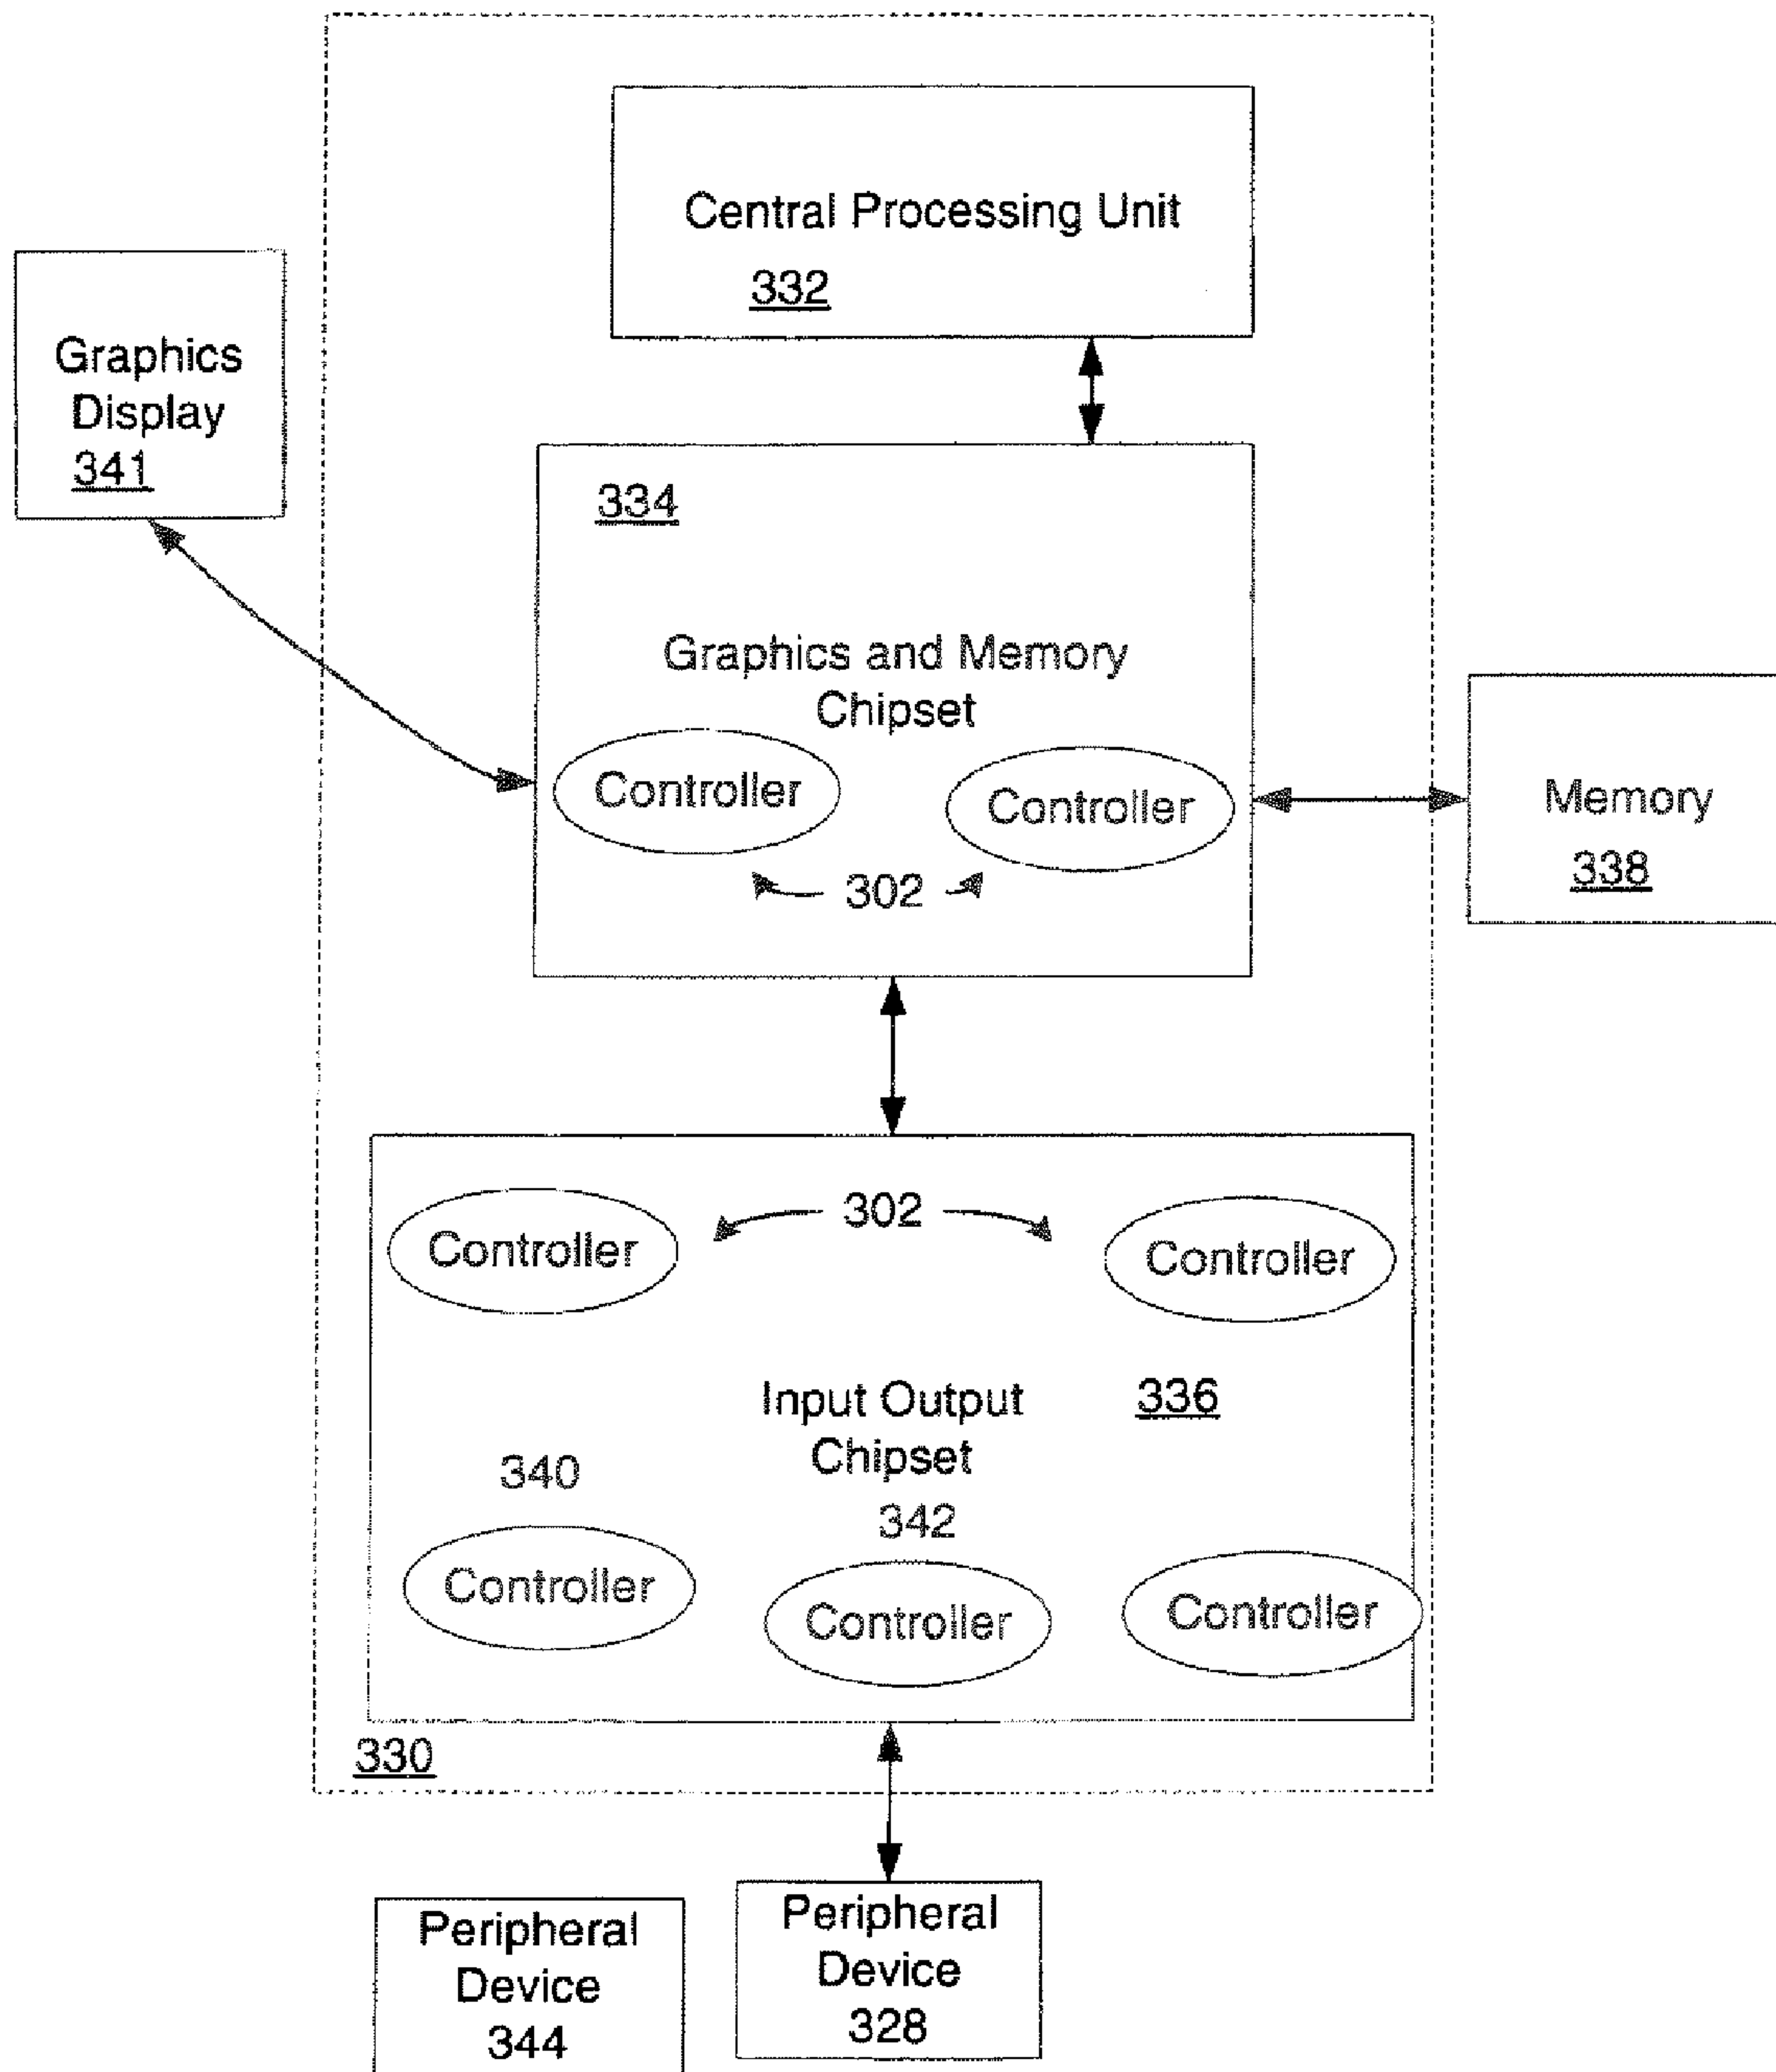 Central Processing Unit
332
Graphics
Display
341
334
Graphics and Memory
Chipset
Controller
Controller
302
Memory
338
302
Controller
Controller
Input Output
Chipset
336
340
342
Controller
Controller
Controller
330
Peripheral
Device
344
Peripheral
Device
328